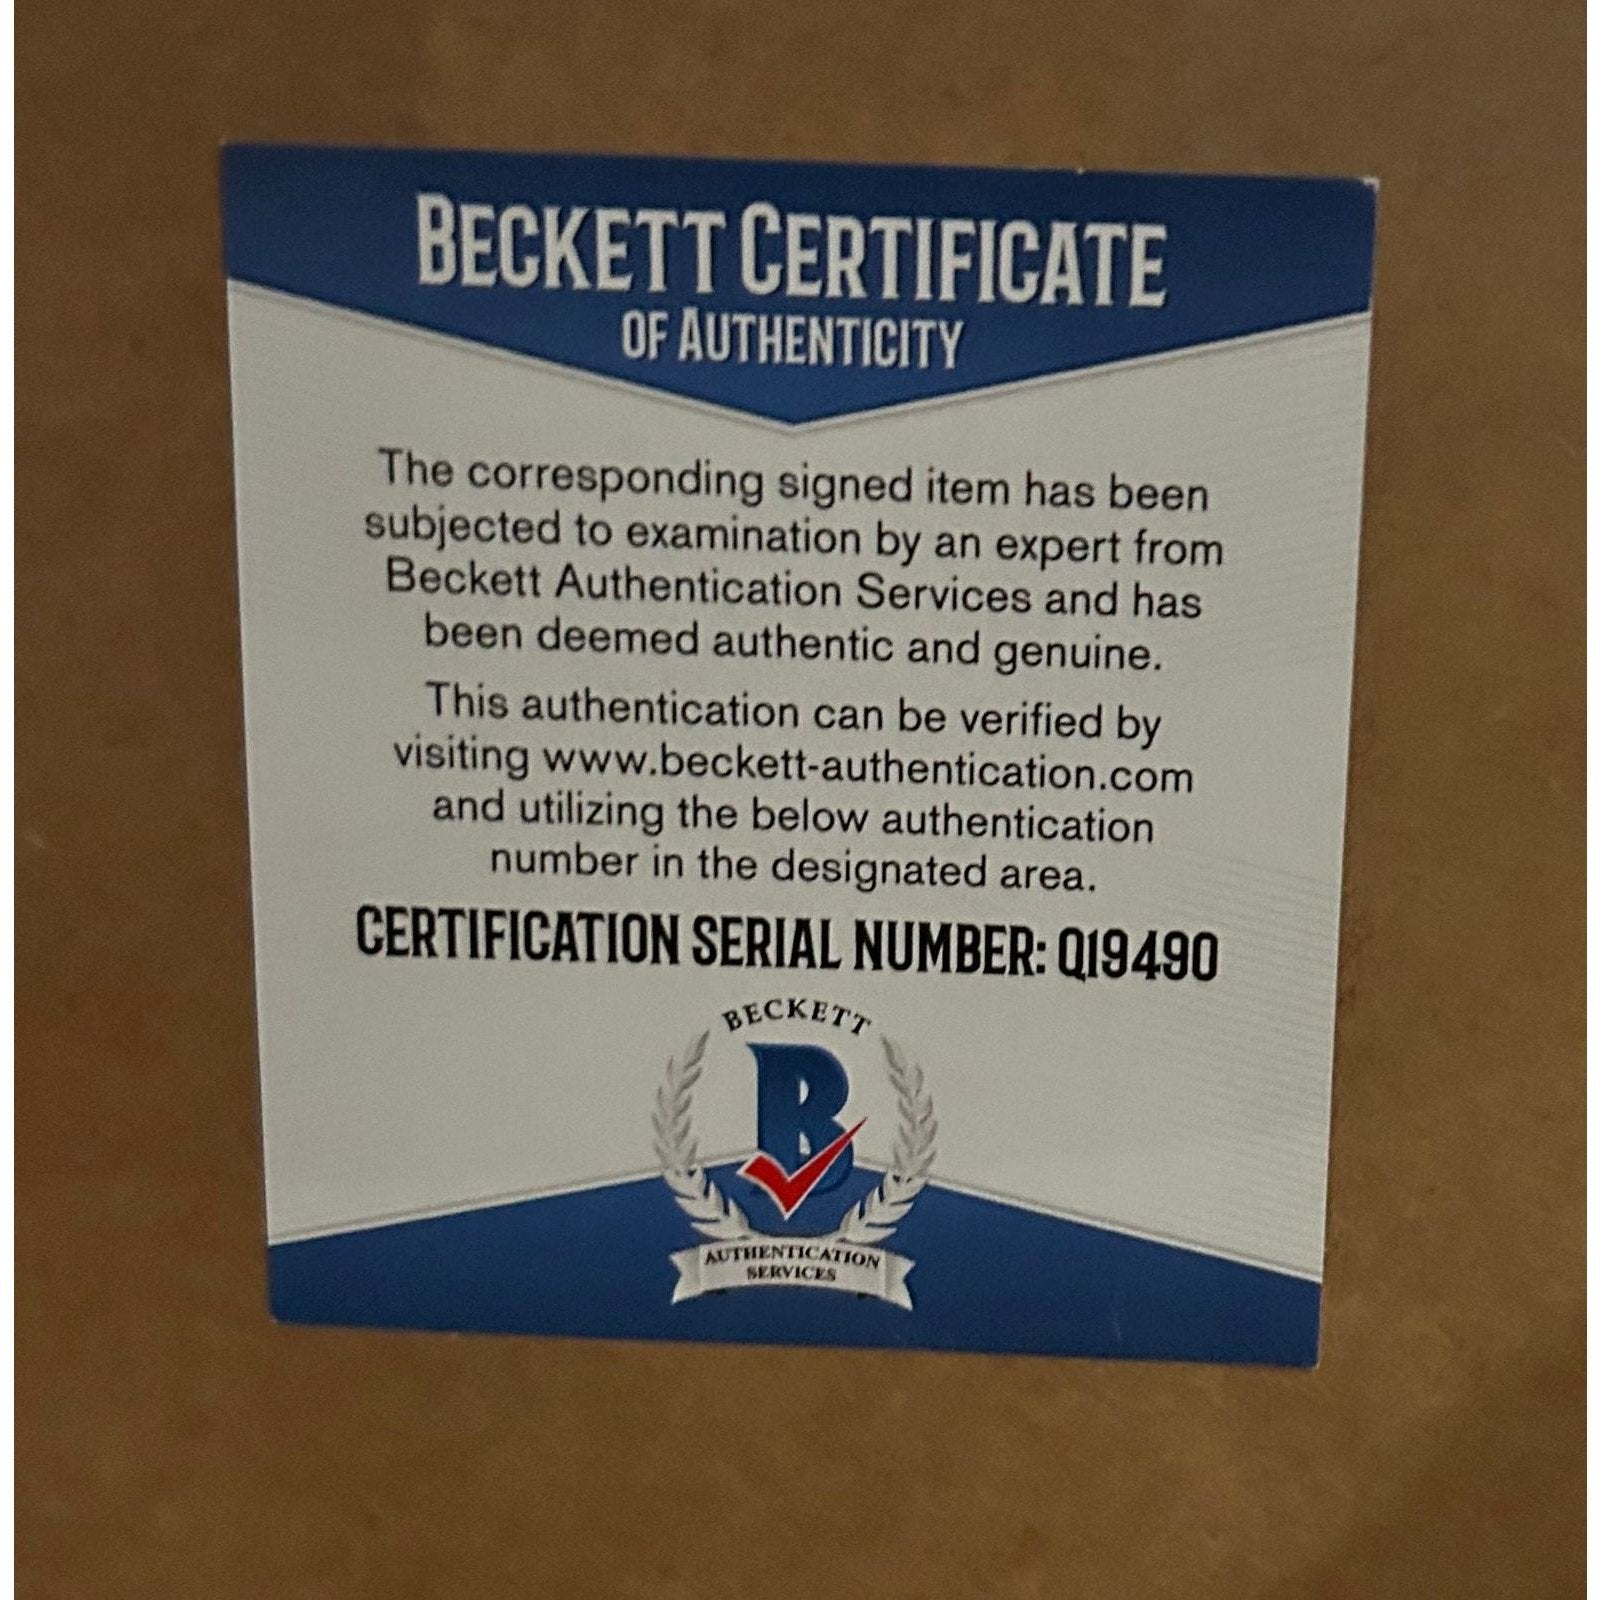 BECKETT CERTIFICATE
OF AUTHENTICITY
The corresponding signed item has been
subjected to examination by an expert from
Beckett Authentication Services and has
been deemed authentic and genuine.
This authentication can be verified by
visiting www.beckett-authentication.com
and utilizing the below authentication
number in the designated area.
CERTIFICATION SERIAL NUMBER: Q19490
BECKETT
B
AUTHENTICATION
SERVICES